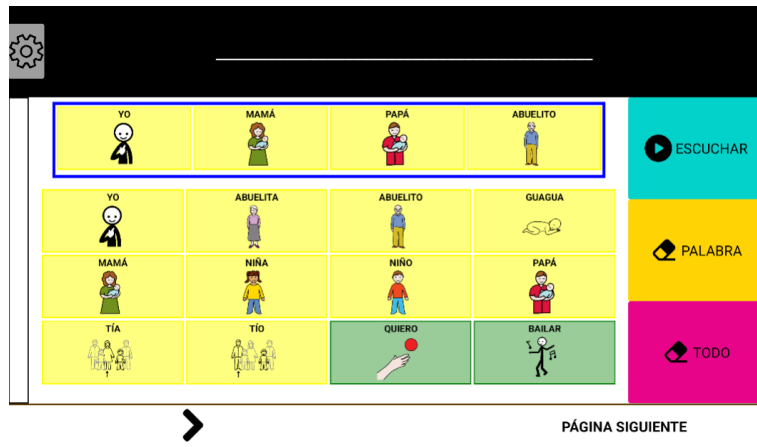 YO MAMÁ PAPÁ ABUELITO
ESCUCHAR
YO ABUELITA ABUELITO GUAGUA
PALABRA
MAMÁ NIÑA NIÑO PAPÁ
TÍA TÍO QUIERO BAILAR
TODO
PÁGINA SIGUIENTE